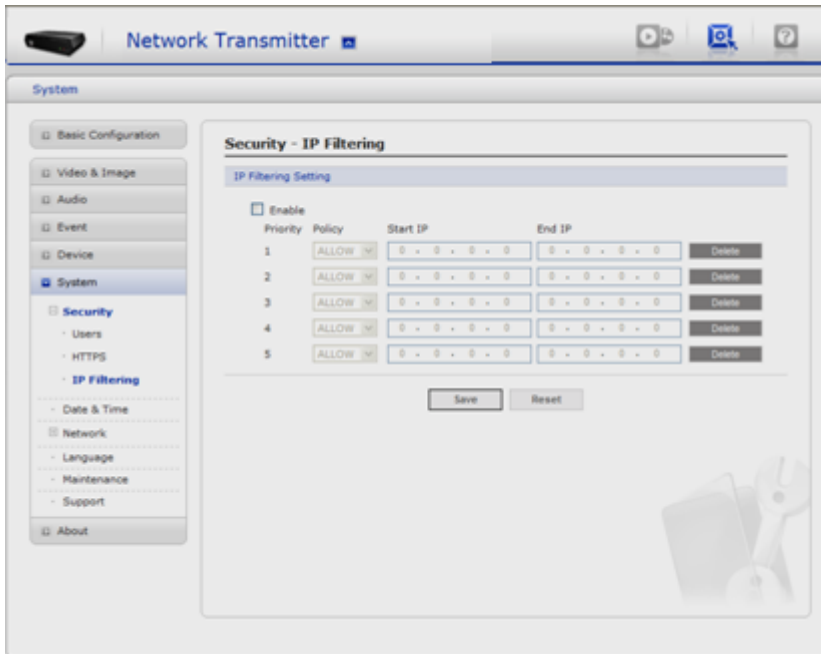 Network Transmitter
?
System
Basic Configuration
Video & Image
Audio
Event
Device
System
Security
Users
HTTPS
IP Filtering
Date & Time
Network
Language
Maintenance
Support
About
Security - IP Filtering
IP Filtering Setting
Enable
Priority Policy Start IP End IP
1 ALLOW 0 . 0 . 0 . 0 0 . 0 . 0 . 0 Delete
2 ALLOW 0 . 0 . 0 . 0 0 . 0 . 0 . 0 Delete
3 ALLOW 0 . 0 . 0 . 0 0 . 0 . 0 . 0 Delete
4 ALLOW 0 . 0 . 0 . 0 0 . 0 . 0 . 0 Delete
5 ALLOW 0 . 0 . 0 . 0 0 . 0 . 0 . 0 Delete
Save Reset